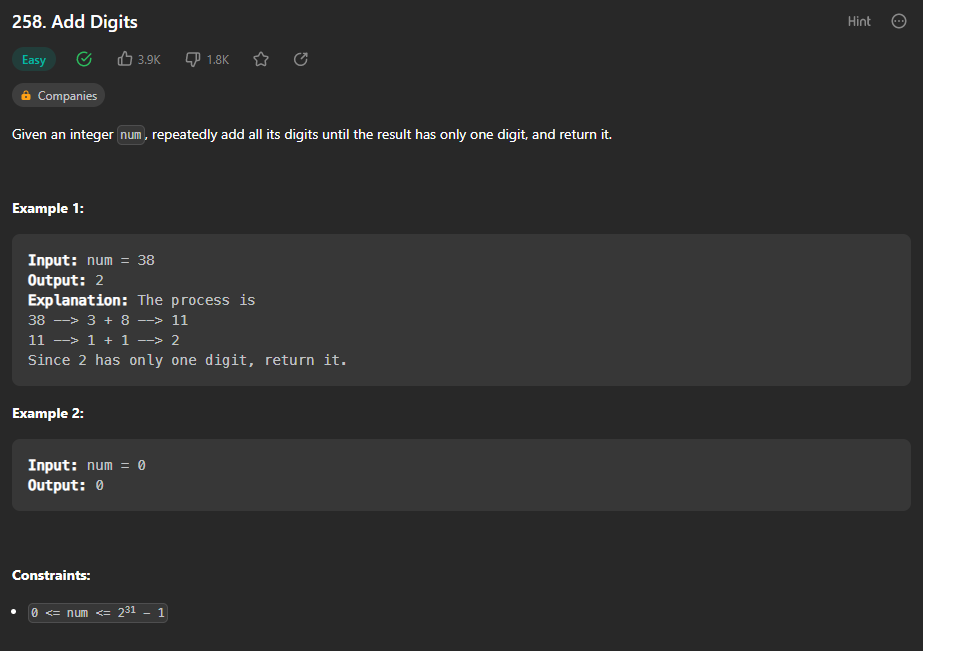 258. Add Digits
Hint
Easy
3.9K
1.8K
Companies
Given an integer num, repeatedly add all its digits until the result has only one digit, and return it.
Example 1:
Input: num = 38
Output: 2
Explanation: The process is
38 --> 3 + 8 --> 11
11 --> 1 + 1 --> 2
Since 2 has only one digit, return it.
Example 2:
Input: num = 0
Output: 0
Constraints:
• 0 <= num <= 2³¹ - 1